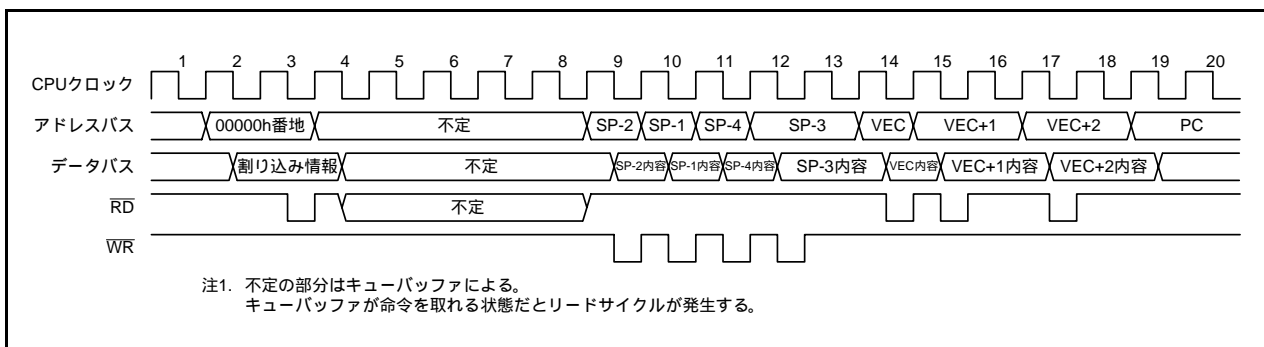 1 2 3 4 5 6 7 8 9 10 11 12 13 14 15 16 17 18 19 20
CPUクロック
アドレスバス 00000h番地 不定 SP-2 SP-1 SP-4 SP-3 VEC VEC+1 VEC+2 PC
データバス 割り込み情報 不定 SP-2内容 SP-1内容 SP-4内容 SP-3内容 VEC内容 VEC+1内容 VEC+2内容
RD 不定
WR
注1. 不定の部分はキューバッファによる。
キューバッファが命令を取れる状態だとリードサイクルが発生する。